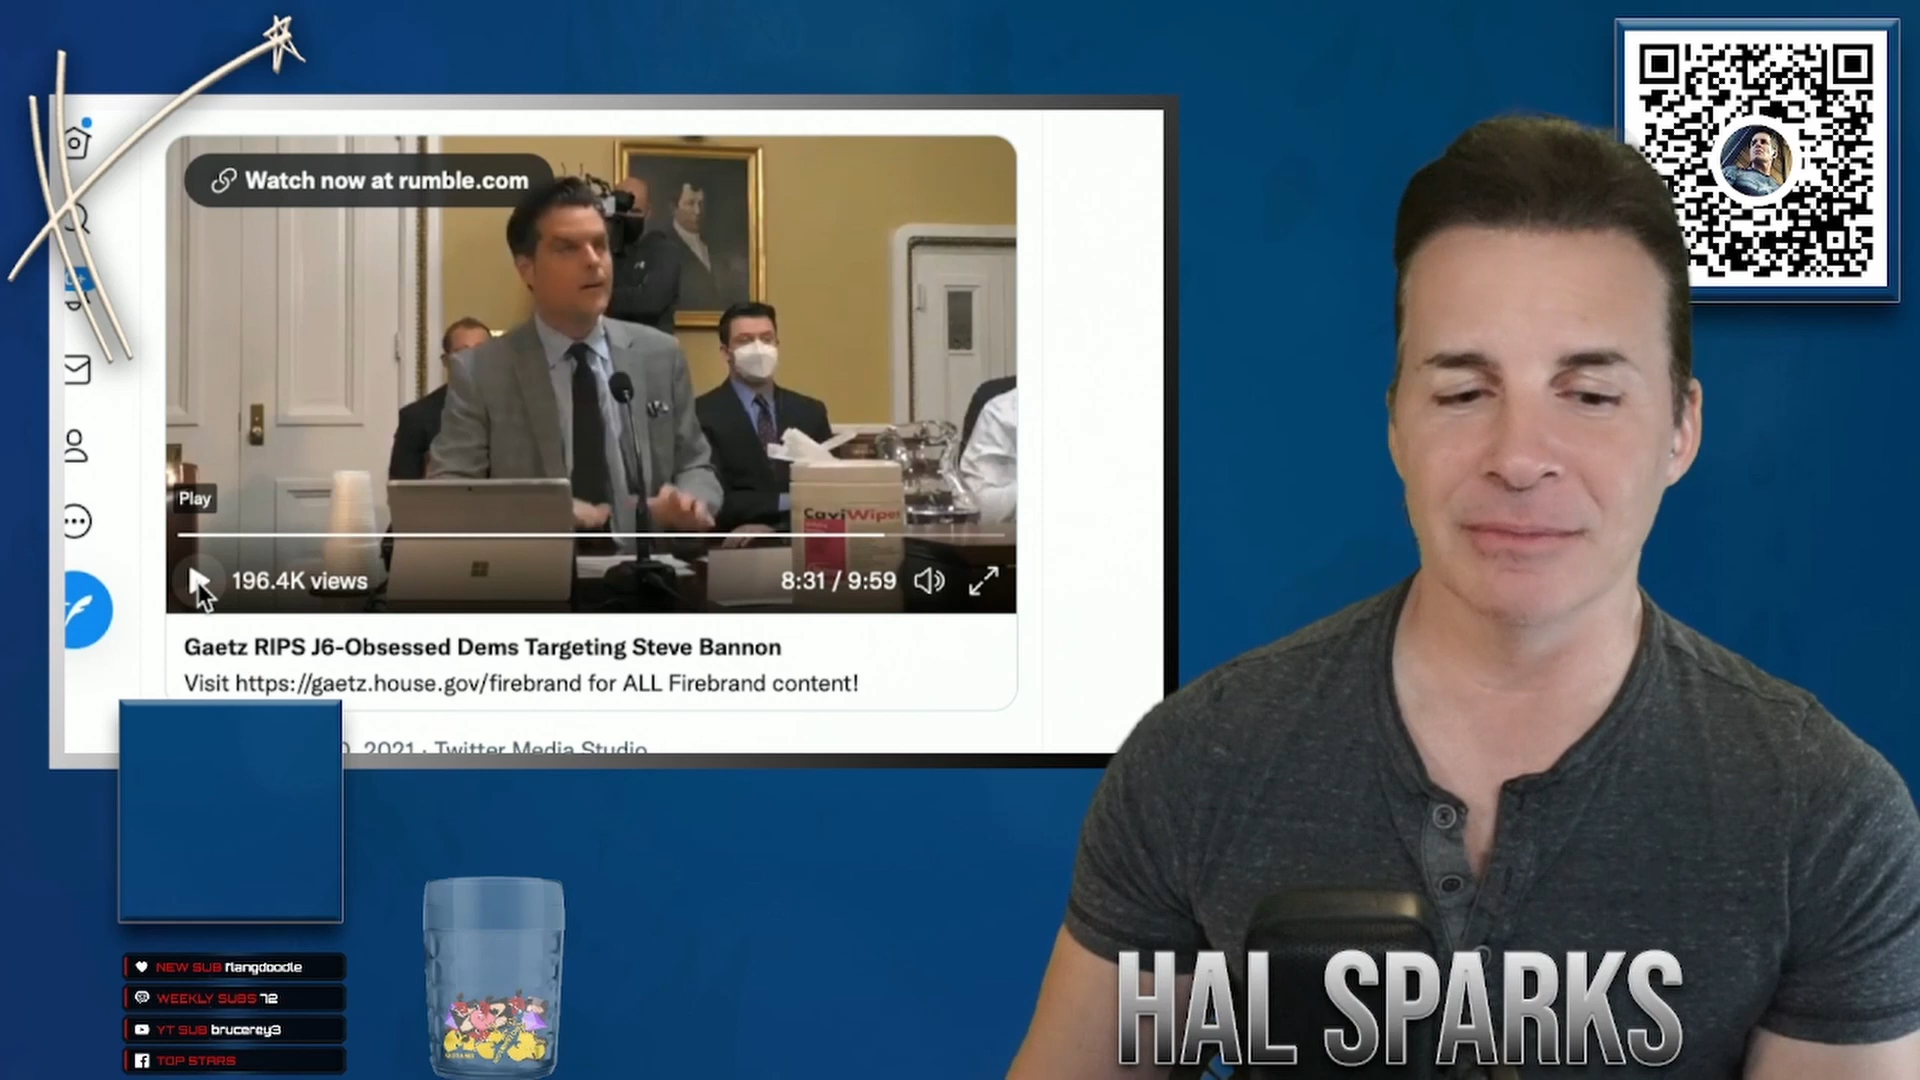 Watch now at rumble.com
Play
CaviWipes
196.4K views
8:31 / 9:59
Gaetz RIPS J6-Obsessed Dems Targeting Steve Bannon
Visit https://gaetz.house.gov/firebrand for ALL Firebrand content!
2021 · Twitter Media Studio
NEW SUB flangdoodle
WEEKLY SUBS 72
YT SUB brucerey3
TOP STARS
HAL SPARKS